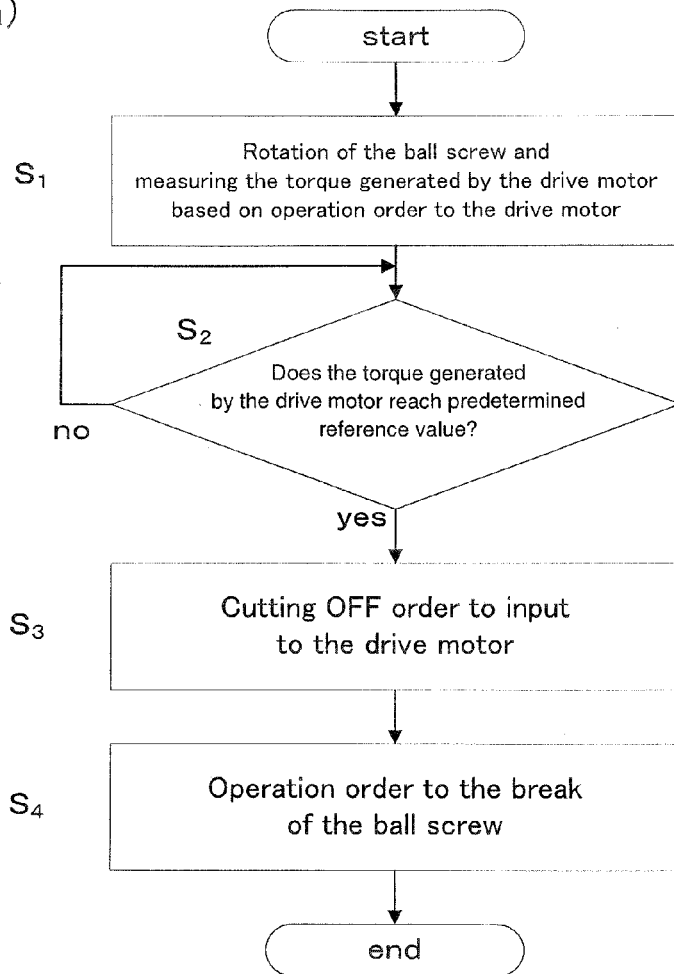 start
S₁
Rotation of the ball screw and
measuring the torque generated by the drive motor
based on operation order to the drive motor
S₂
Does the torque generated
by the drive motor reach predetermined
reference value?
no
yes
S₃
Cutting OFF order to input
to the drive motor
S₄
Operation order to the break
of the ball screw
end